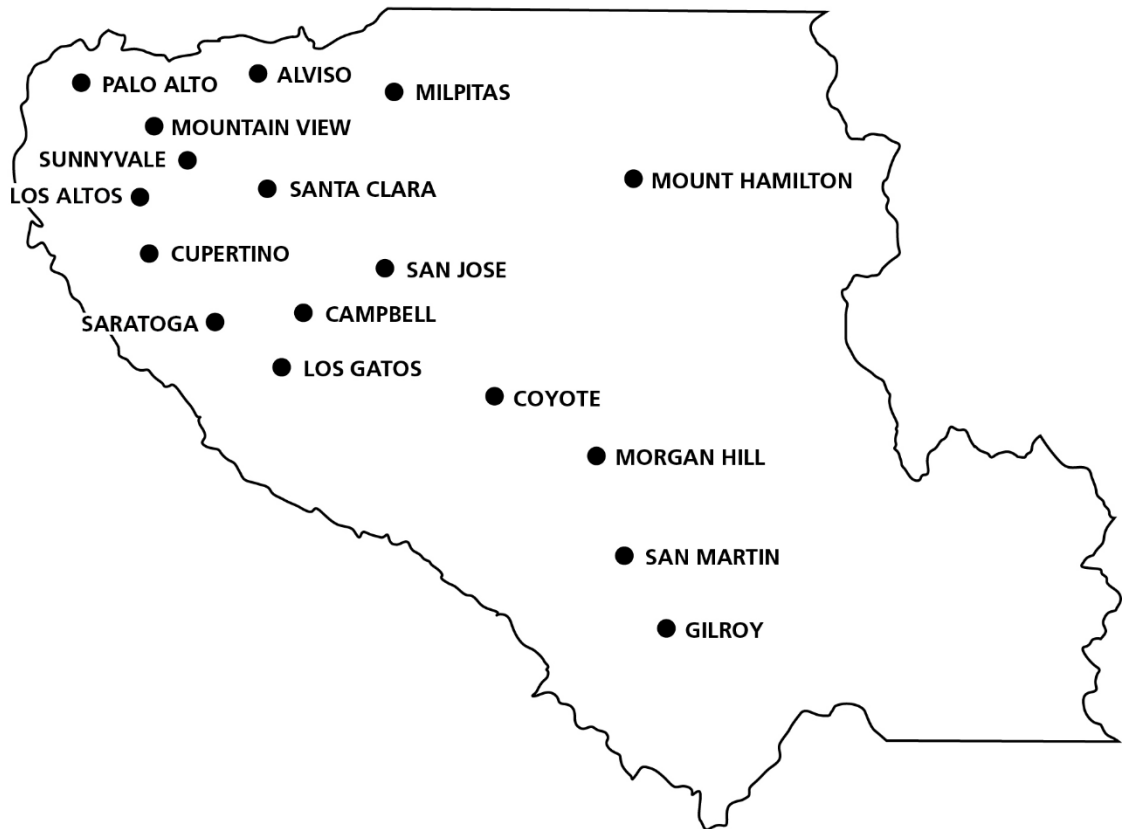 PALO ALTO
ALVISO
MILPITAS
MOUNTAIN VIEW
SUNNYVALE
LOS ALTOS
SANTA CLARA
MOUNT HAMILTON
CUPERTINO
SAN JOSE
SARATOGA
CAMPBELL
LOS GATOS
COYOTE
MORGAN HILL
SAN MARTIN
GILROY